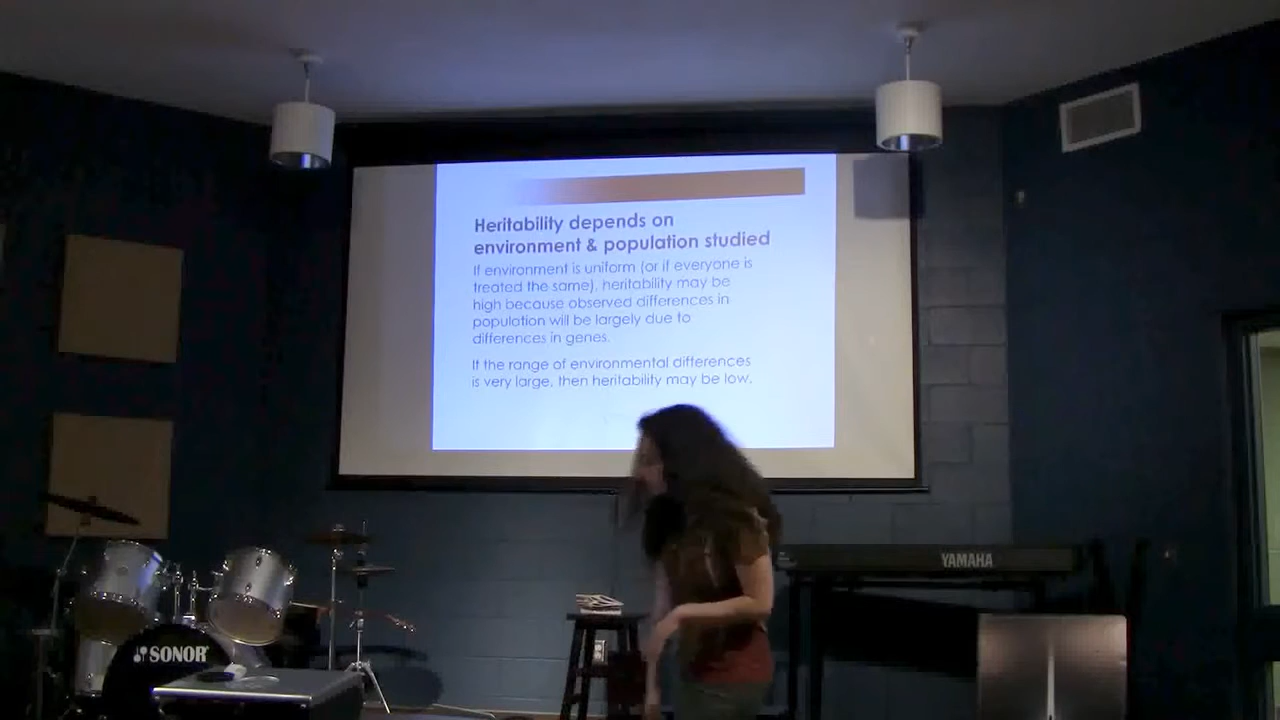 Heritability depends on
environment & population studied
If environment is uniform (or if everyone is
treated the same), heritability may be
high because observed differences in
population will be largely due to
differences in genes.
If the range of environmental differences
is very large, then heritability may be low.
YAMAHA
SONOR